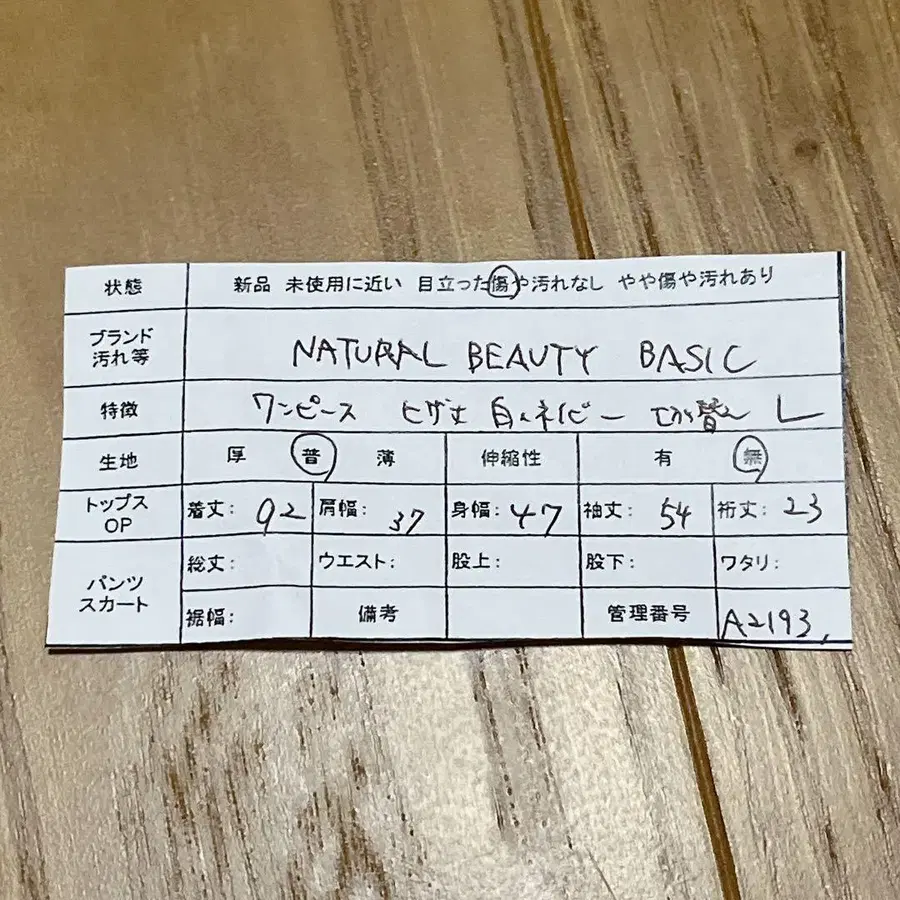 状態 新品 未使用に近い 目立った傷や汚れなし やや傷や汚れあり
ブランド
汚れ等
NATURAL BEAUTY BASIC
特徴 ワンピース ヒザ丈 白×ネイビー 切り替え L
生地 厚 普 薄 伸縮性 有 無
トップス
OP
着丈: 92 肩幅: 37 身幅: 47 袖丈: 54 裄丈: 23
パンツ
スカート
総丈: ウエスト: 股上: 股下: ワタリ:
裾幅: 備考 管理番号 A2193